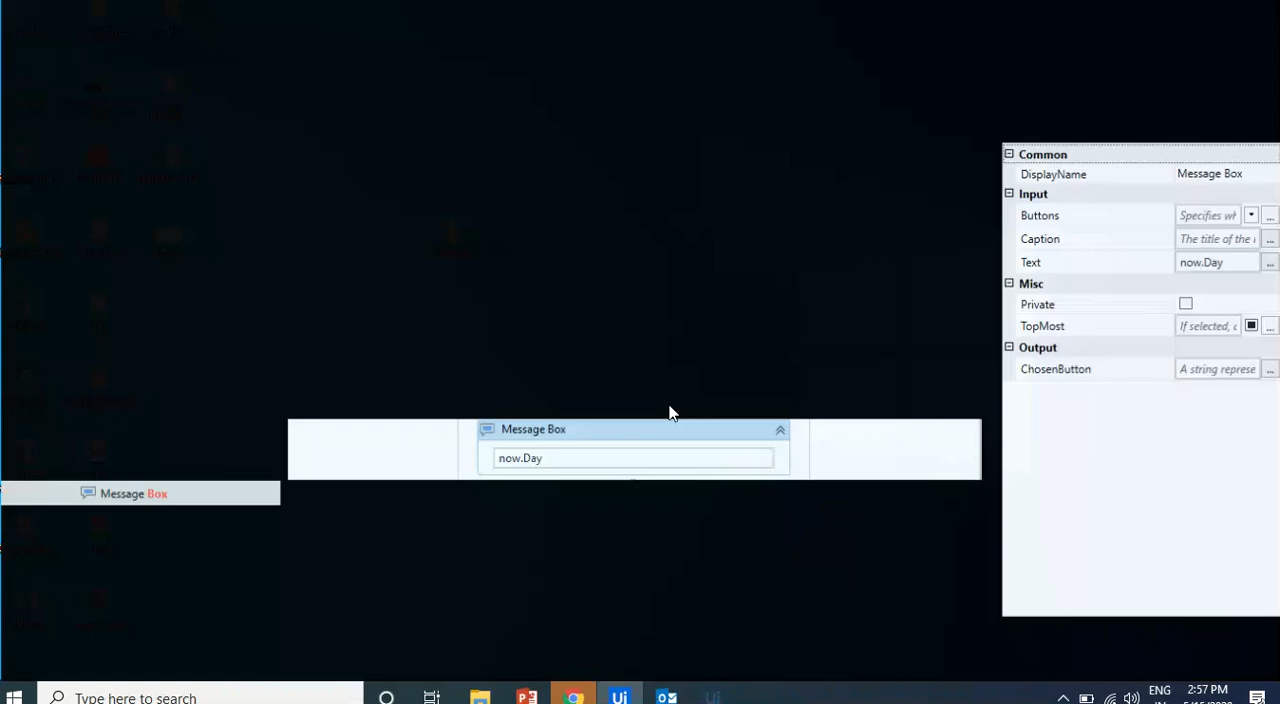 Common
DisplayName Message Box
Input
Buttons Specifies wh ...
Caption The title of the ...
Text now.Day ...
Misc
Private
TopMost If selected, ...
Output
ChosenButton A string represe ...
Message Box
now.Day
Message Box
Type here to search
ENG 2:57 PM